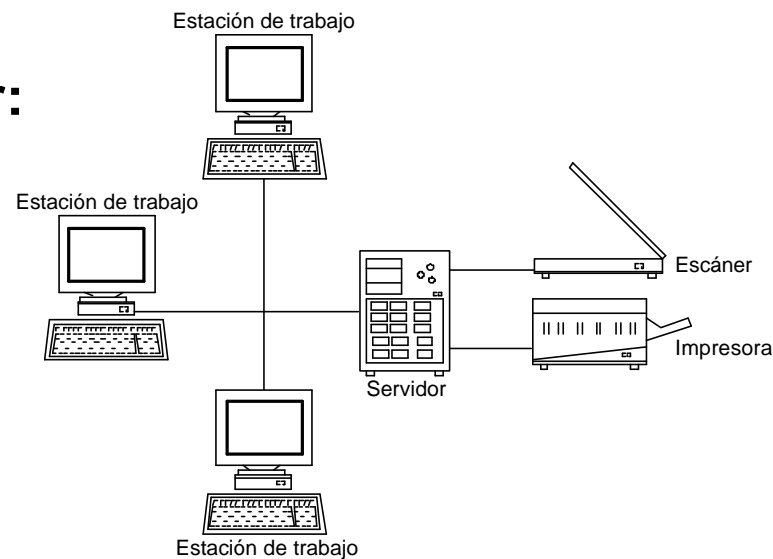 Estación de trabajo
Estación de trabajo
Escáner
Impresora
Servidor
Estación de trabajo